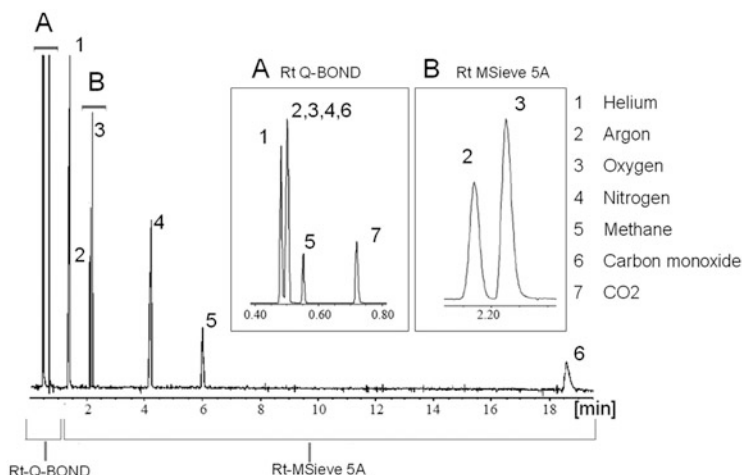 A
1
B
3
2
4
5
6
A Rt Q-BOND
1
2,3,4,6
5
7
0.40 0.60 0.80
B Rt MSieve 5A
2
3
2.20
1 Helium
2 Argon
3 Oxygen
4 Nitrogen
5 Methane
6 Carbon monoxide
7 CO2
2 4 6 8 10 12 14 16 18 [min]
Rt-Q-BOND Rt-MSieve 5A